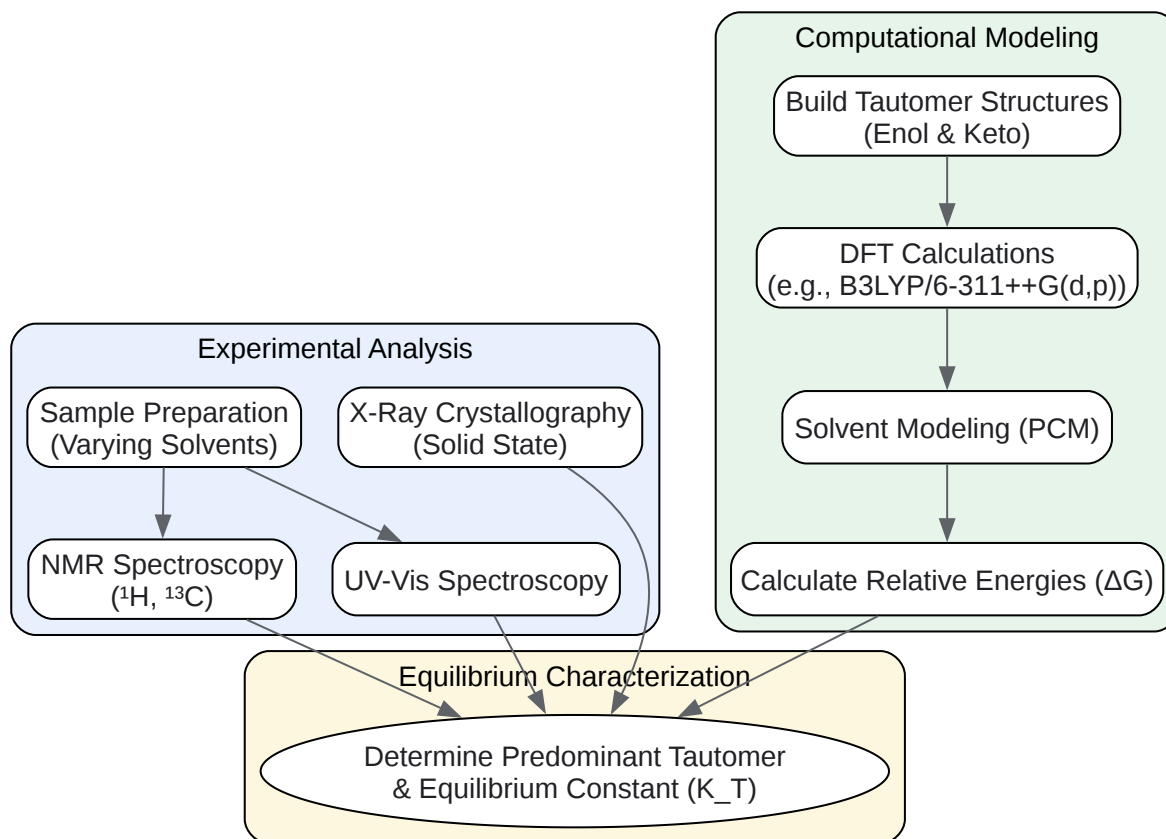 Computational Modeling
Build Tautomer Structures
(Enol & Keto)
DFT Calculations
(e.g., B3LYP/6-311++G(d,p))
Solvent Modeling (PCM)
Calculate Relative Energies (ΔG)
Experimental Analysis
Sample Preparation
(Varying Solvents)
X-Ray Crystallography
(Solid State)
NMR Spectroscopy
(¹H, ¹³C)
UV-Vis Spectroscopy
Equilibrium Characterization
Determine Predominant Tautomer
& Equilibrium Constant (K_T)